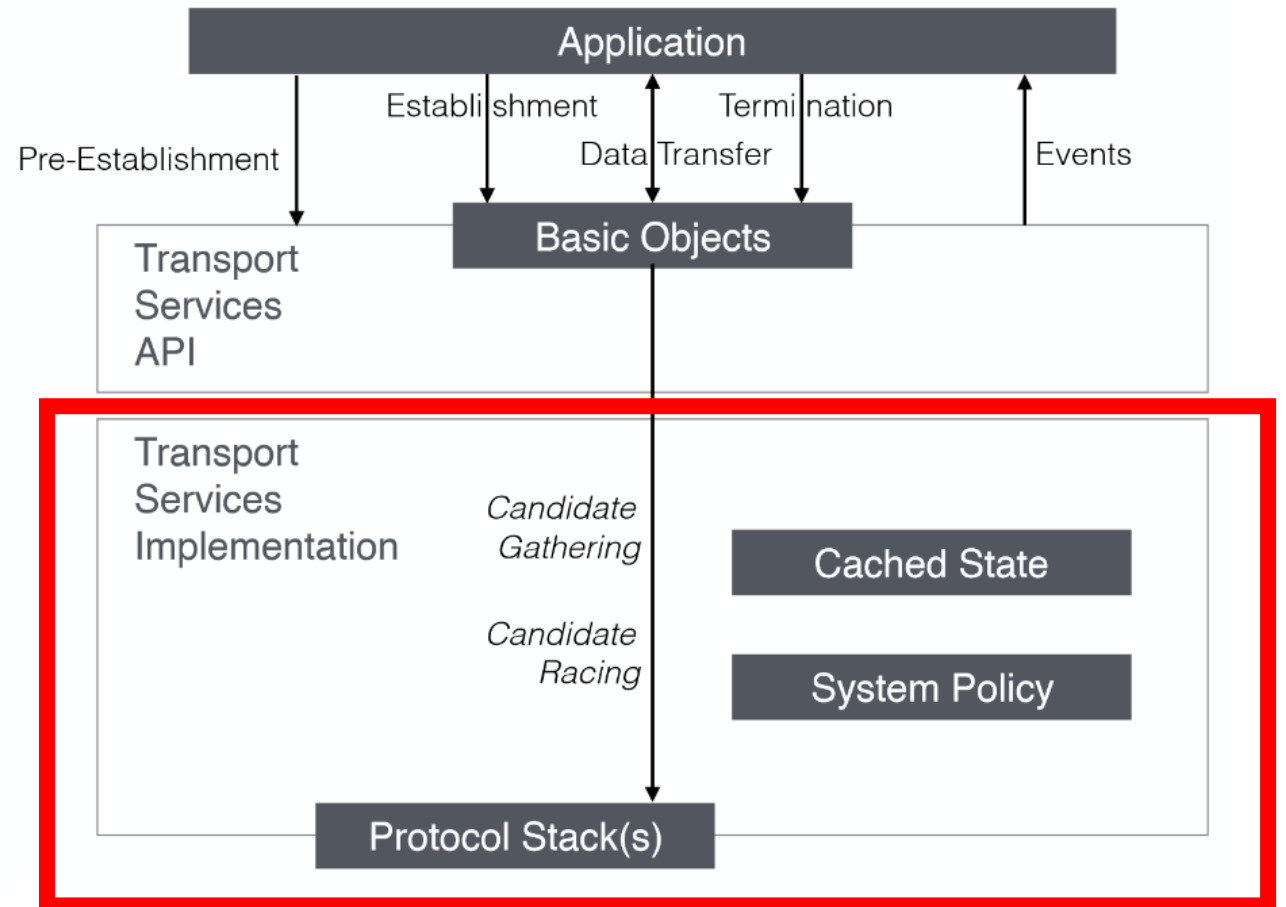 Application
Establishment
Termination
Pre-Establishment
Data Transfer
Events
Basic Objects
Transport
Services
API
Transport
Services
Implementation
Candidate
Gathering
Cached State
Candidate
Racing
System Policy
Protocol Stack(s)